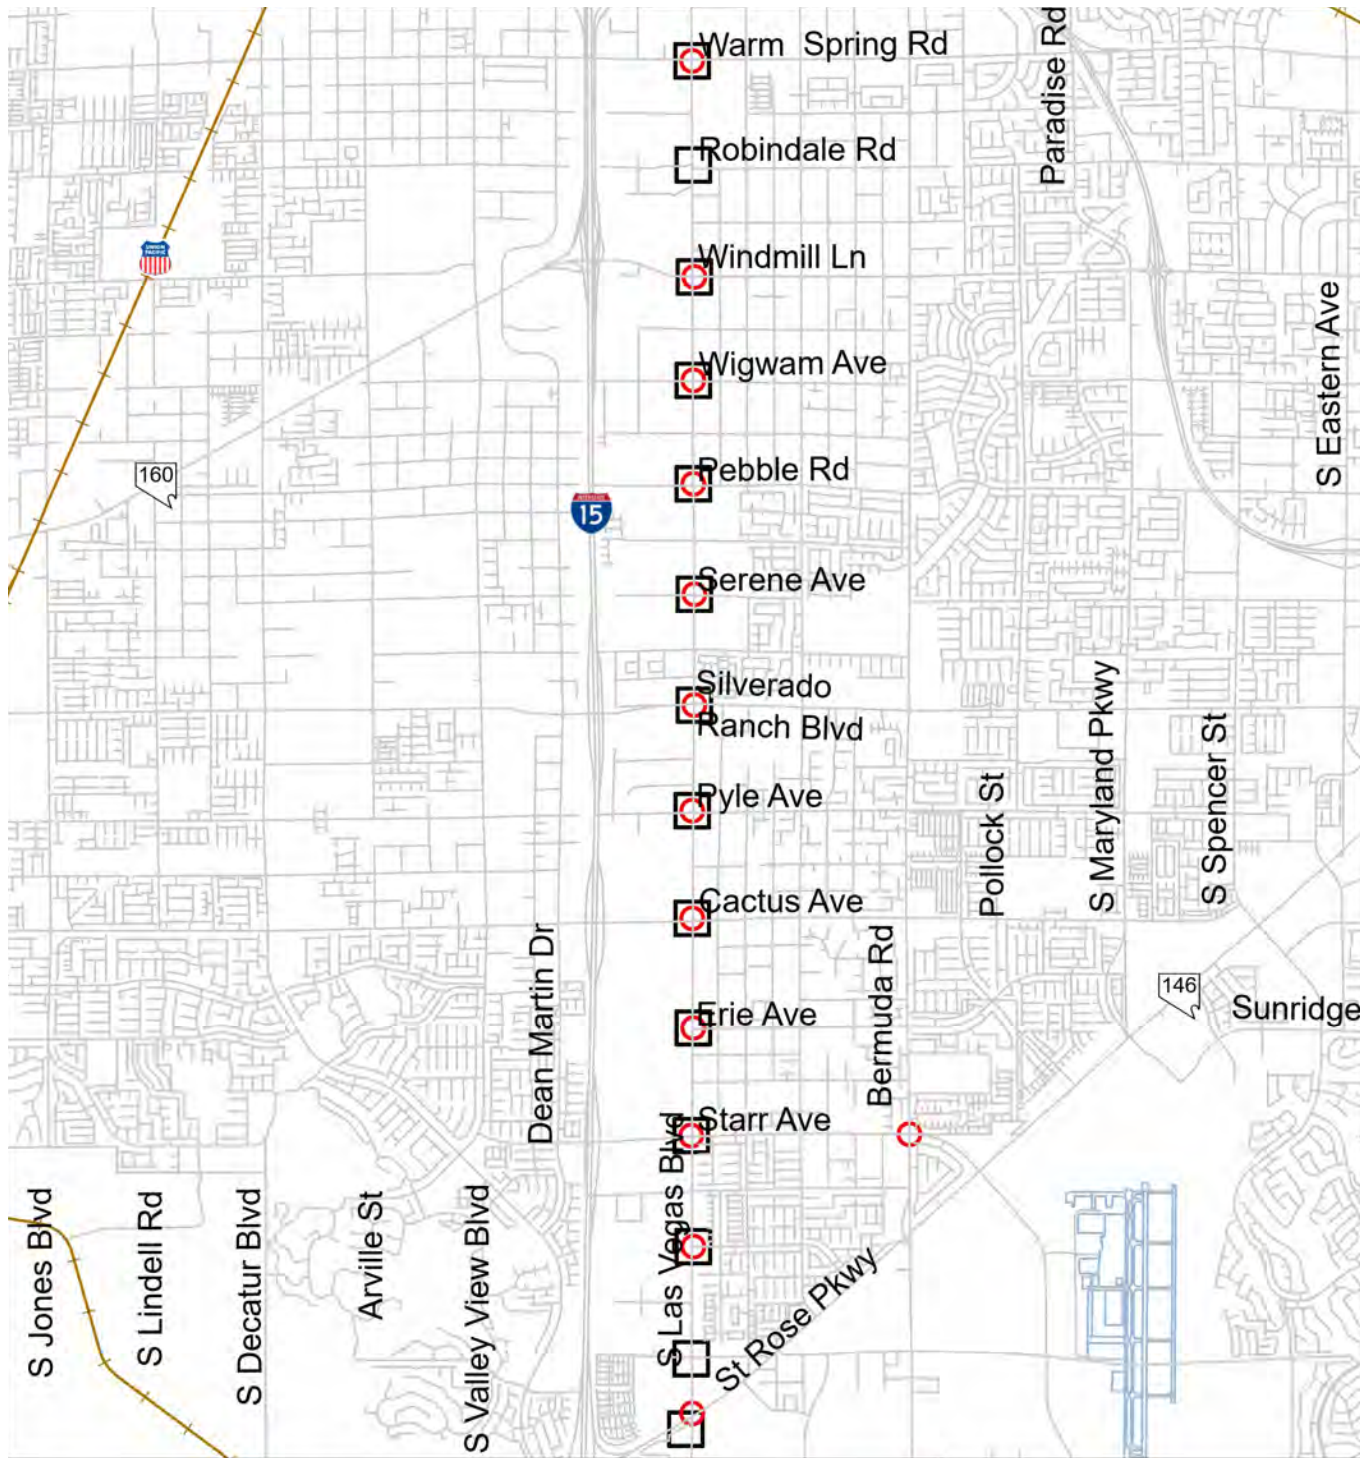 Warm Spring Rd
Paradise Rd
Robindale Rd
UNION
PACIFIC
Windmill Ln
S Eastern Ave
Wigwam Ave
160
Pebble Rd
INTERSTATE
15
Serene Ave
Silverado
Ranch Blvd
S Maryland Pkwy
S Spencer St
Pollock St
Pyle Ave
Cactus Ave
Dean Martin Dr
Bermuda Rd
146
Sunridge
Erie Ave
Starr Ave
S Las Vegas Blvd
S Jones Blvd
S Lindell Rd
S Decatur Blvd
Arville St
S Valley View Blvd
St Rose Pkwy